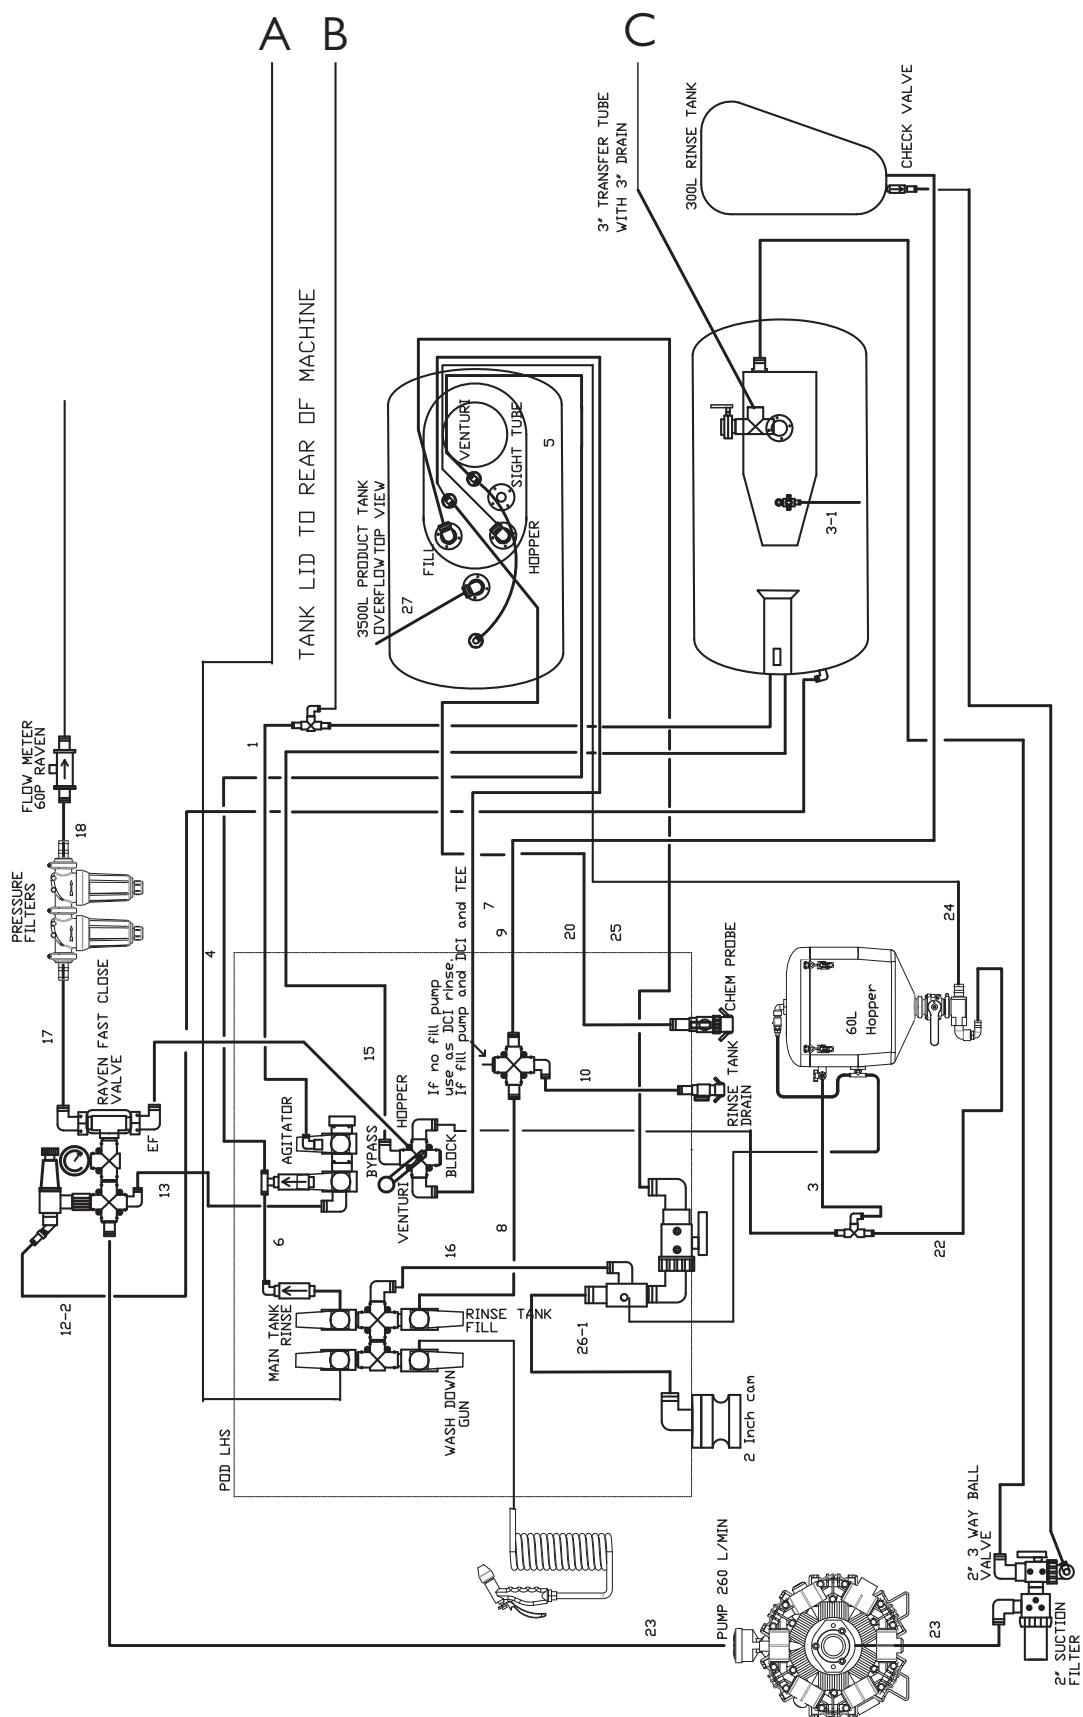 A
B
C
TANK LID TO REAR OF MACHINE
3" TRANSFER TUBE
WITH 3" DRAIN
300L RINSE TANK
CHECK VALVE
3500L PRODUCT TANK
OVERFLOWTOP VIEW
27
FILL
VENTURI
SIGHT TUBE
5
HOPPER
3-1
FLOW METER
60P RAVEN
18
PRESSURE
FILTERS
17
RAVEN FAST CLOSE
VALVE
EF
13
12-2
1
4
6
AGITATOR
15
BYPASS
HOPPER
VENTURI
BLOCK
If no fill pump
use as DCI rinse.
If fill pump and DCI and TEE
7
9
20
25
10
8
16
CHEM PROBE
RINSE TANK
DRAIN
60L
Hopper
24
3
22
MAIN TANK
RINSE
RINSE TANK
FILL
WASH DOWN
GUN
26-1
2 Inch cam
POD LHS
PUMP 260 L/MIN
23
23
2" 3 WAY BALL
VALVE
2" SUCTION
FILTER